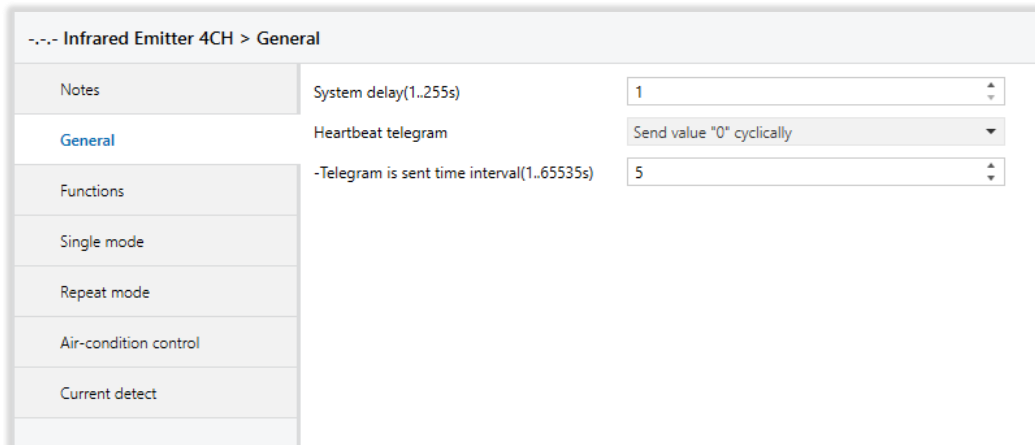 -.-.- Infrared Emitter 4CH > General
Notes
General
Functions
Single mode
Repeat mode
Air-condition control
Current detect
System delay(1..255s)
1
Heartbeat telegram
Send value "0" cyclically
-Telegram is sent time interval(1..65535s)
5